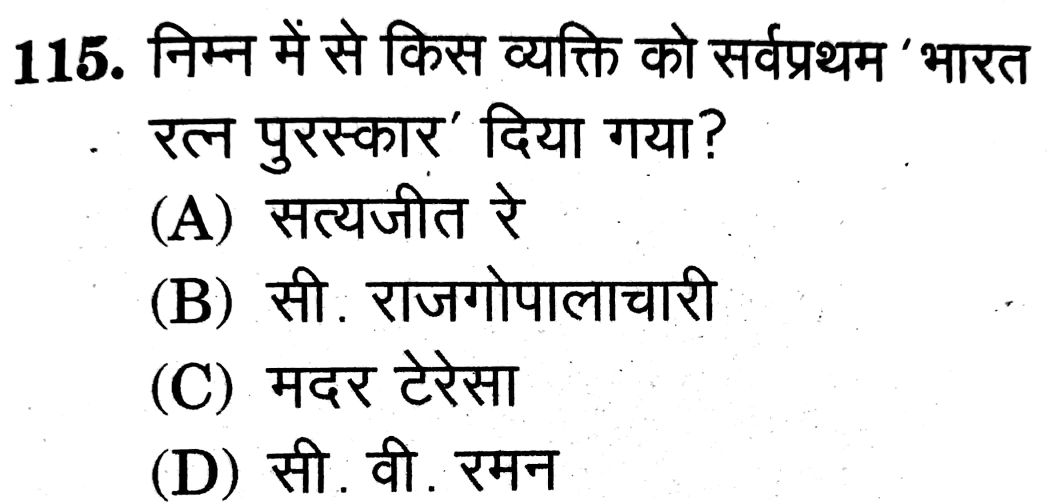 115. निम्न में से किस व्यक्ति को सर्वप्रथम ‘भारत
रत्न पुरस्कार’ दिया गया?
(A) सत्यजीत रे
(B) सी. राजगोपालाचारी
(C) मदर टेरेसा
(D) सी. वी. रमन